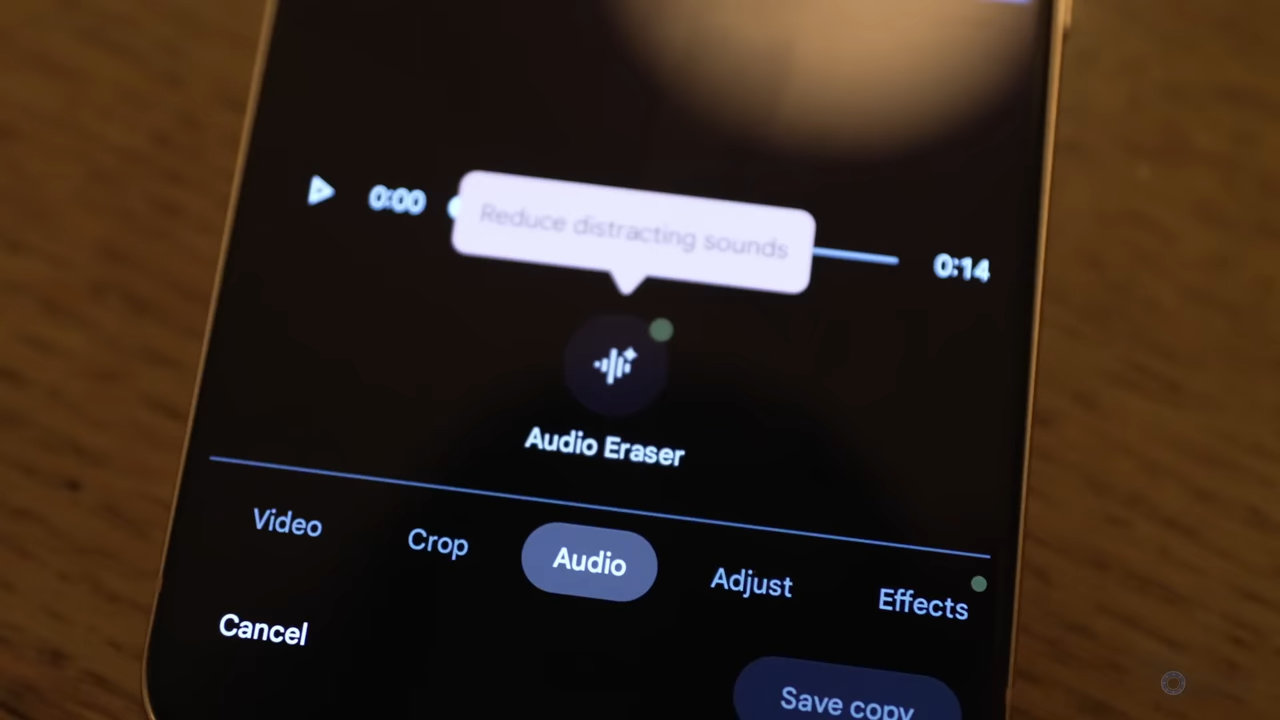 0:00
Reduce distracting sounds
0:14
Audio Eraser
Video
Crop
Audio
Adjust
Effects
Cancel
Save copy